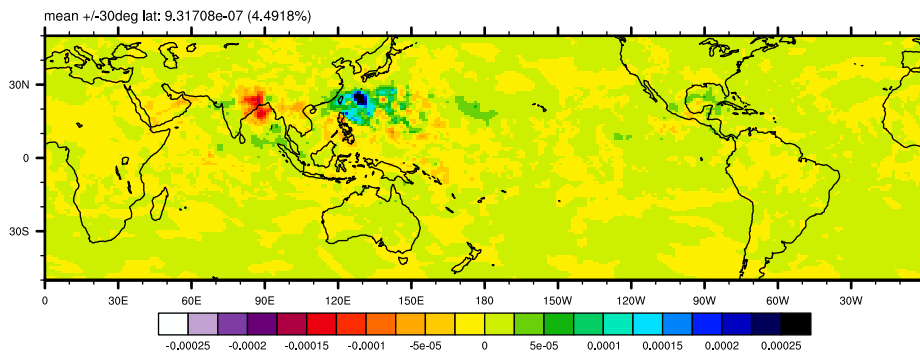 mean +/-30deg lat: 9.31708e-07 (4.4918%)
30N
0
30S
0 30E 60E 90E 120E 150E 180 150W 120W 90W 60W 30W
-0.00025 -0.0002 -0.00015 -0.0001 -5e-05 0 5e-05 0.0001 0.00015 0.0002 0.00025